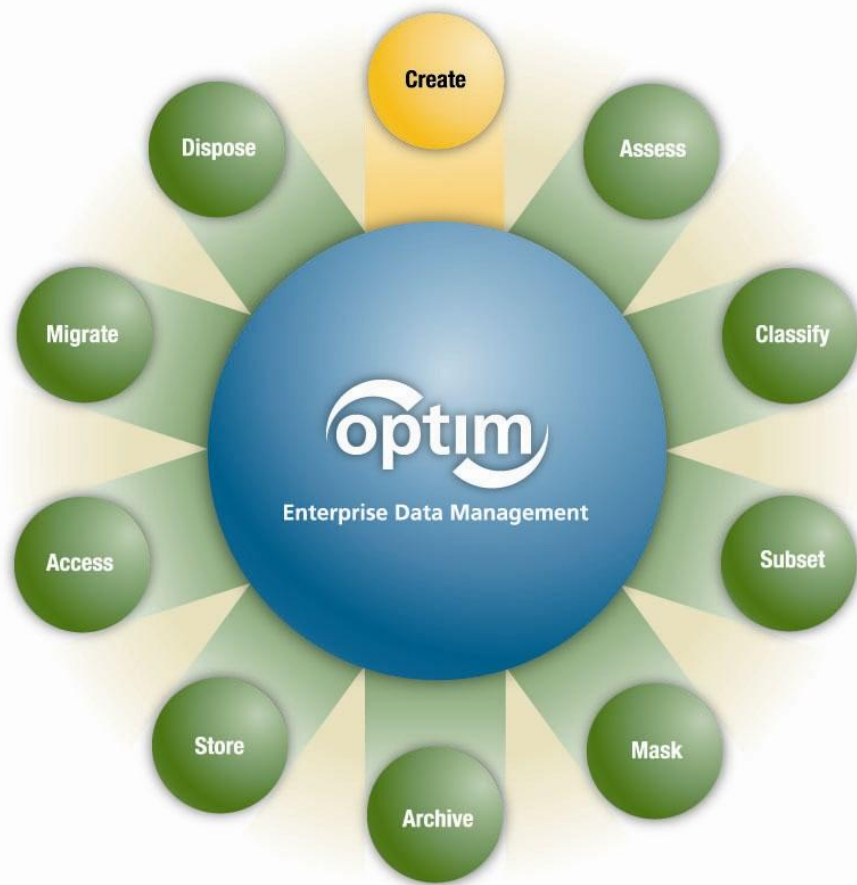 Create
Assess
Classify
Subset
Mask
Archive
Store
Access
Migrate
Dispose
optim
Enterprise Data Management